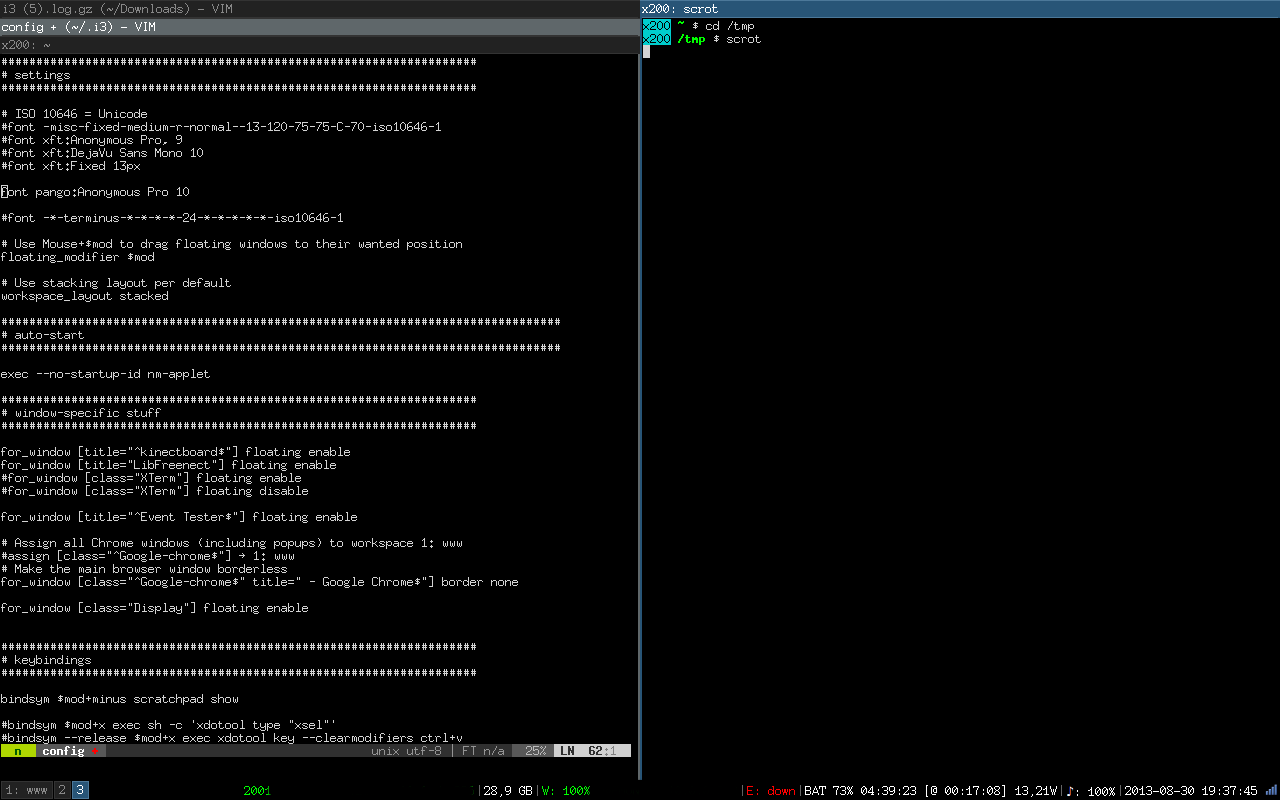 i3 (5).log.gz (~/Downloads) - VIM
config + (~/.i3) - VIM
x200: ~
####################################################################
# settings
####################################################################
# ISO 10646 = Unicode
#font -misc-fixed-medium-r-normal--13-120-75-75-C-70-iso10646-1
#font xft:Anonymous Pro, 9
#font xft:DejaVu Sans Mono 10
#font xft:Fixed 13px
font pango:Anonymous Pro 10
#font -*-terminus-*-*-*-*-24-*-*-*-*-*-iso10646-1
# Use Mouse+$mod to drag floating windows to their wanted position
floating_modifier $mod
# Use stacking layout per default
workspace_layout stacked
################################################################################
# auto-start
################################################################################
exec --no-startup-id nm-applet
####################################################################
# window-specific stuff
####################################################################
for_window [title="^kinectboard$"] floating enable
for_window [title="LibFreenect"] floating enable
#for_window [class="XTerm"] floating enable
#for_window [class="XTerm"] floating disable
for_window [title="^Event Tester$"] floating enable
# Assign all Chrome windows (including popups) to workspace 1: www
#assign [class="^Google-chrome$"] → 1: www
# Make the main browser window borderless
for_window [class="^Google-chrome$" title=" - Google Chrome$"] border none
for_window [class="Display"] floating enable
####################################################################
# keybindings
####################################################################
bindsym $mod+minus scratchpad show
#bindsym $mod+x exec sh -c 'xdotool type "xsel"'
#bindsym --release $mod+x exec xdotool key --clearmodifiers ctrl+v
n config + unix utf-8 | FT n/a 25% LN 62:1
x200: scrot
x200 ~ $ cd /tmp
x200 /tmp $ scrot
1: www 2 3 2001 |28,9 GB|V: 100% |E: down|BAT 73% 04:39:23 [@ 00:17:08] 13,21W|♪: 100%|2013-08-30 19:37:45